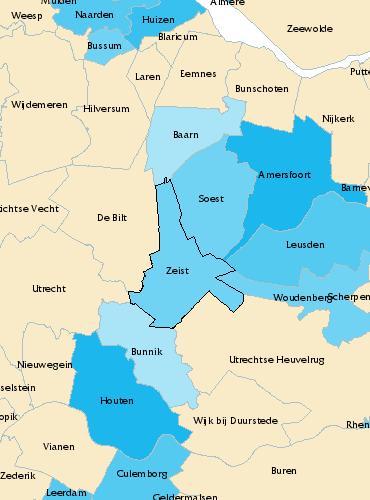 Muiden
Almere
Weesp
Naarden
Huizen
Zeewolde
Blaricum
Bussum
Laren
Eemnes
Putte
Bunschoten
Wijdemeren
Hilversum
Nijkerk
Baarn
Amersfoort
Barnev
Soest
ichtse Vecht
De Bilt
Leusden
Zeist
Utrecht
Woudenberg
Scherpen
Bunnik
Utrechtse Heuvelrug
Nieuwegein
selstein
Houten
opik
Wijk bij Duurstede
Rhen
Vianen
Zederik
Culemborg
Buren
Leerdam
Geldermalsen